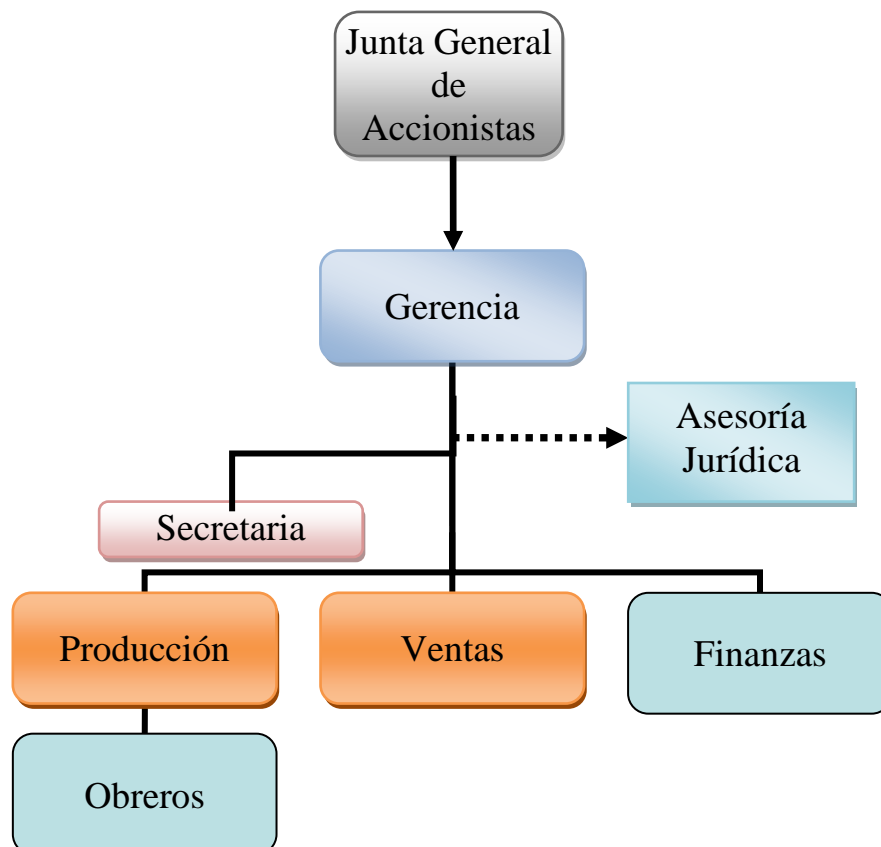 Junta General
de
Accionistas
Gerencia
Asesoría
Jurídica
Secretaria
Producción
Ventas
Finanzas
Obreros